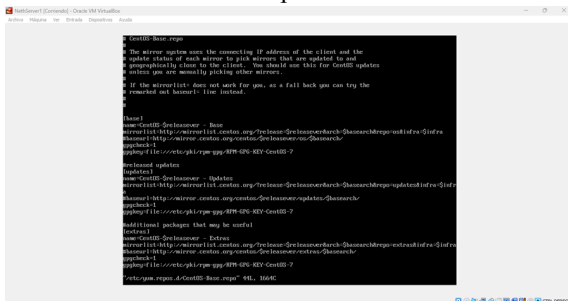 NethServer1 [Corriendo] - Oracle VM VirtualBox
Archivo Máquina Ver Entrada Dispositivos Ayuda
# CentOS-Base.repo
#
# The mirror system uses the connecting IP address of the client and the
# update status of each mirror to pick mirrors that are updated to and
# geographically close to the client.  You should use this for CentOS updates
# unless you are manually picking other mirrors.
#
# If the mirrorlist= does not work for you, as a fall back you can try the
# remarked out baseurl= line instead.
#
#
[base]
name=CentOS-$releasever - Base
mirrorlist=http://mirrorlist.centos.org/?release=$releasever&arch=$basearch&repo=os&infra=$infra
#baseurl=http://mirror.centos.org/centos/$releasever/os/$basearch/
gpgcheck=1
gpgkey=file:///etc/pki/rpm-gpg/RPM-GPG-KEY-CentOS-7
#released updates
[updates]
name=CentOS-$releasever - Updates
mirrorlist=http://mirrorlist.centos.org/?release=$releasever&arch=$basearch&repo=updates&infra=$infr
a
#baseurl=http://mirror.centos.org/centos/$releasever/updates/$basearch/
gpgcheck=1
gpgkey=file:///etc/pki/rpm-gpg/RPM-GPG-KEY-CentOS-7
#additional packages that may be useful
[extras]
name=CentOS-$releasever - Extras
mirrorlist=http://mirrorlist.centos.org/?release=$releasever&arch=$basearch&repo=extras&infra=$infra
#baseurl=http://mirror.centos.org/centos/$releasever/extras/$basearch/
gpgcheck=1
gpgkey=file:///etc/pki/rpm-gpg/RPM-GPG-KEY-CentOS-7
"/etc/yum.repos.d/CentOS-Base.repo" 44L, 1664C
CTRL DERECHA